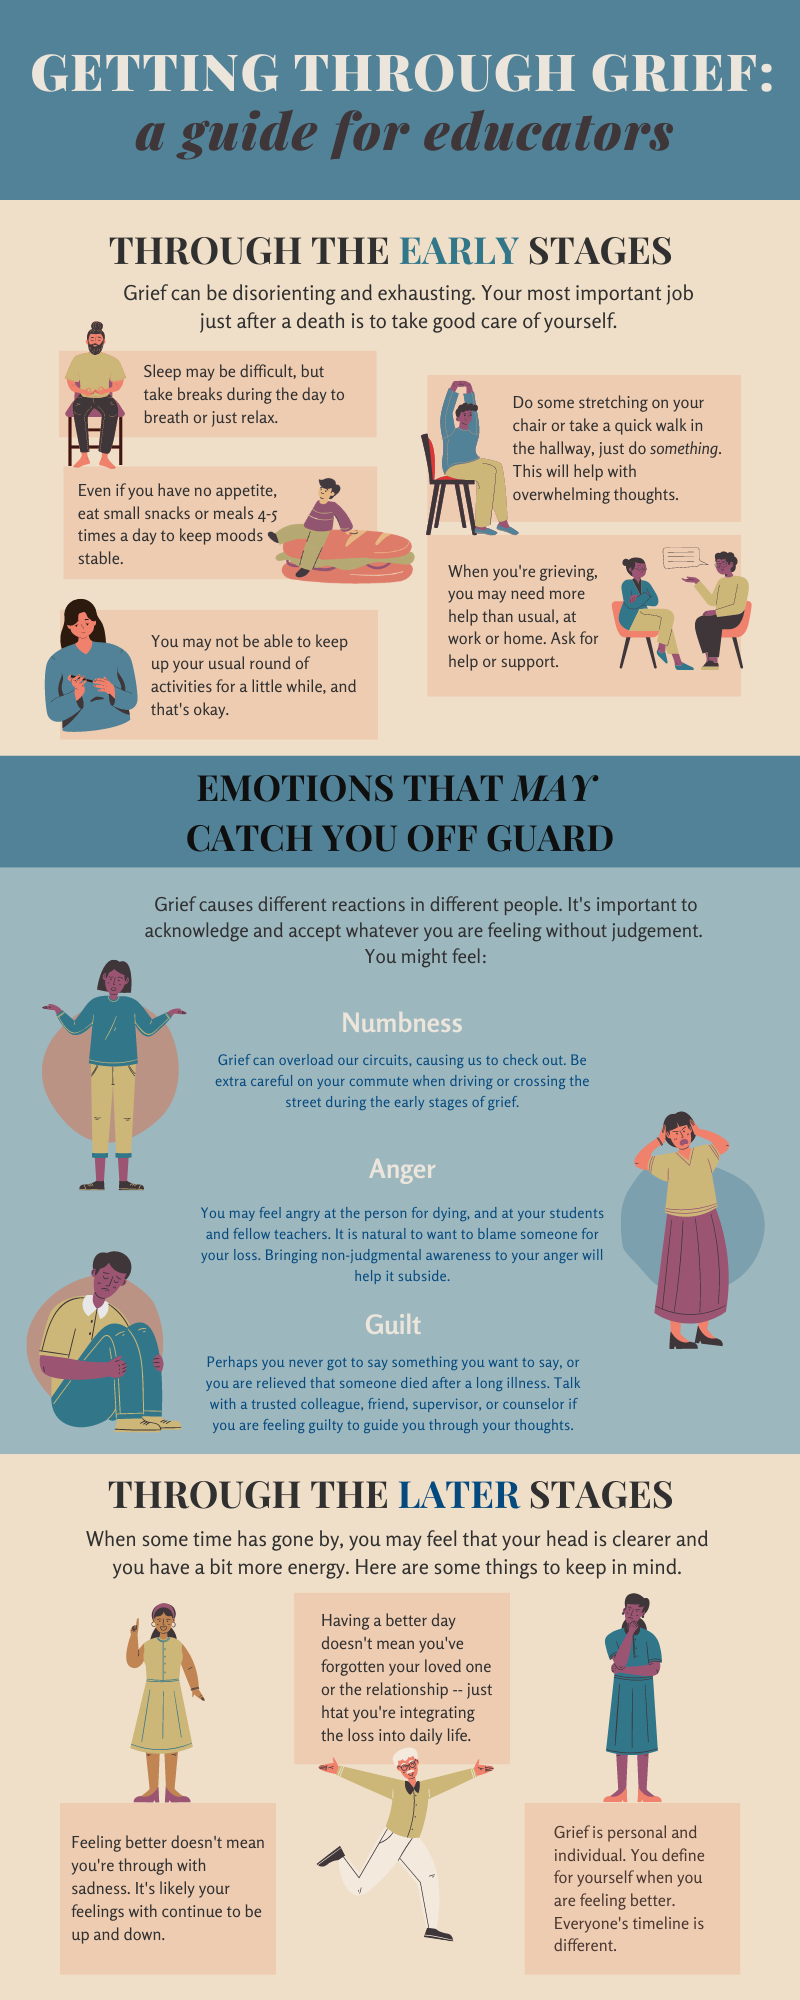 GETTING THROUGH GRIEF:
a guide for educators
THROUGH THE EARLY STAGES
Grief can be disorienting and exhausting. Your most important job
just after a death is to take good care of yourself.
Sleep may be difficult, but
take breaks during the day to
breath or just relax.
Even if you have no appetite,
eat small snacks or meals 4-5
times a day to keep moods
stable.
You may not be able to keep
up your usual round of
activities for a little while, and
that's okay.
Do some stretching on your
chair or take a quick walk in
the hallway, just do something.
This will help with
overwhelming thoughts.
When you're grieving,
you may need more
help than usual, at
work or home. Ask for
help or support.
EMOTIONS THAT MAY
CATCH YOU OFF GUARD
Grief causes different reactions in different people. It's important to
acknowledge and accept whatever you are feeling without judgement.
You might feel:
Numbness
Grief can overload our circuits, causing us to check out. Be
extra careful on your commute when driving or crossing the
street during the early stages of grief.
Anger
You may feel angry at the person for dying, and at your students
and fellow teachers. It is natural to want to blame someone for
your loss. Bringing non-judgmental awareness to your anger will
help it subside.
Guilt
Perhaps you never got to say something you want to say, or
you are relieved that someone died after a long illness. Talk
with a trusted colleague, friend, supervisor, or counselor if
you are feeling guilty to guide you through your thoughts.
THROUGH THE LATER STAGES
When some time has gone by, you may feel that your head is clearer and
you have a bit more energy. Here are some things to keep in mind.
Feeling better doesn't mean
you're through with
sadness. It's likely your
feelings with continue to be
up and down.
Having a better day
doesn't mean you've
forgotten your loved one
or the relationship -- just
htat you're integrating
the loss into daily life.
Grief is personal and
individual. You define
for yourself when you
are feeling better.
Everyone's timeline is
different.